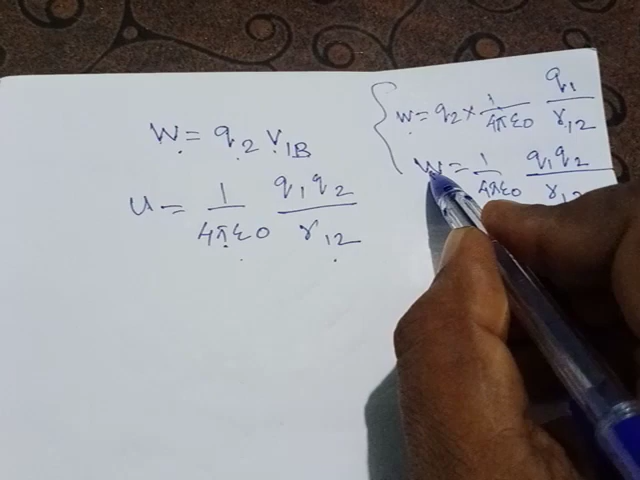 W = q₂ V₁B
U = 1/4πε0 q₁q₂/r₁₂
W = q₂ × 1/4πε0 q₁/r₁₂
W = 1/4πε0 q₁q₂/r₁₂